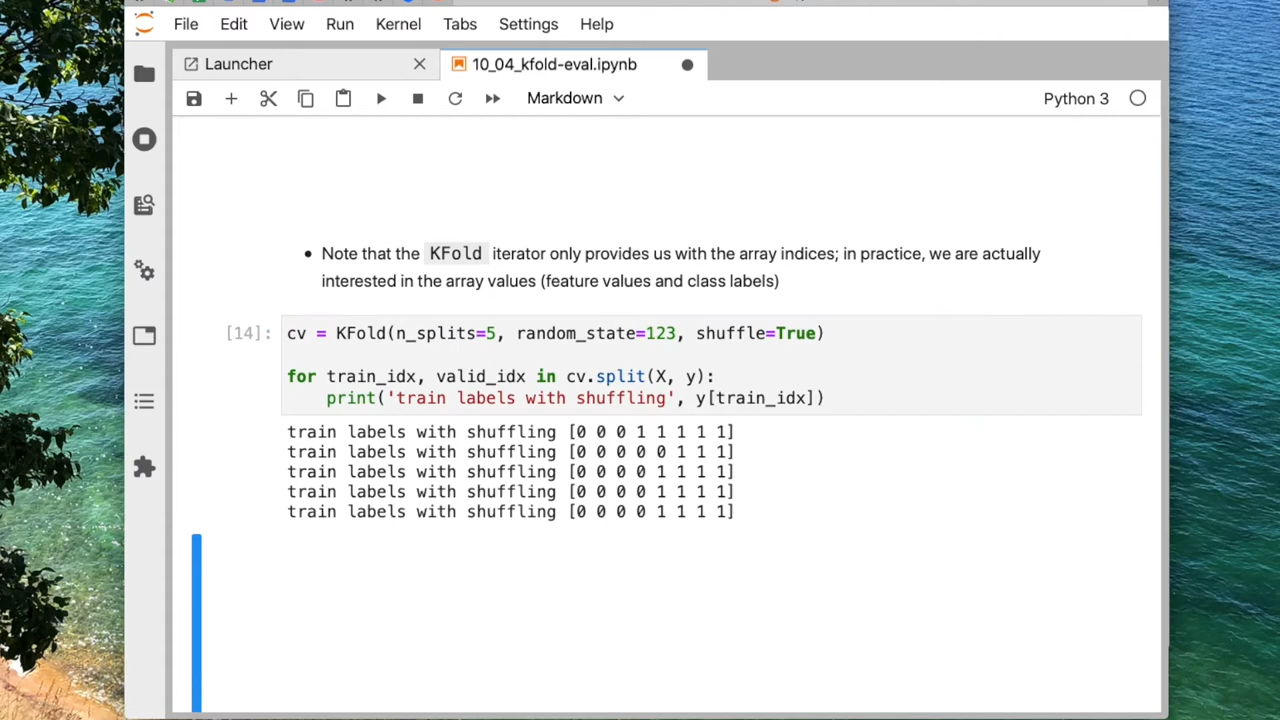 File Edit View Run Kernel Tabs Settings Help
Launcher 10_04_kfold-eval.ipynb
Markdown Python 3
• Note that the KFold iterator only provides us with the array indices; in practice, we are actually
interested in the array values (feature values and class labels)
[14]: cv = KFold(n_splits=5, random_state=123, shuffle=True)
for train_idx, valid_idx in cv.split(X, y):
    print('train labels with shuffling', y[train_idx])
train labels with shuffling [0 0 0 1 1 1 1 1]
train labels with shuffling [0 0 0 0 0 1 1 1]
train labels with shuffling [0 0 0 0 1 1 1 1]
train labels with shuffling [0 0 0 0 1 1 1 1]
train labels with shuffling [0 0 0 0 1 1 1 1]